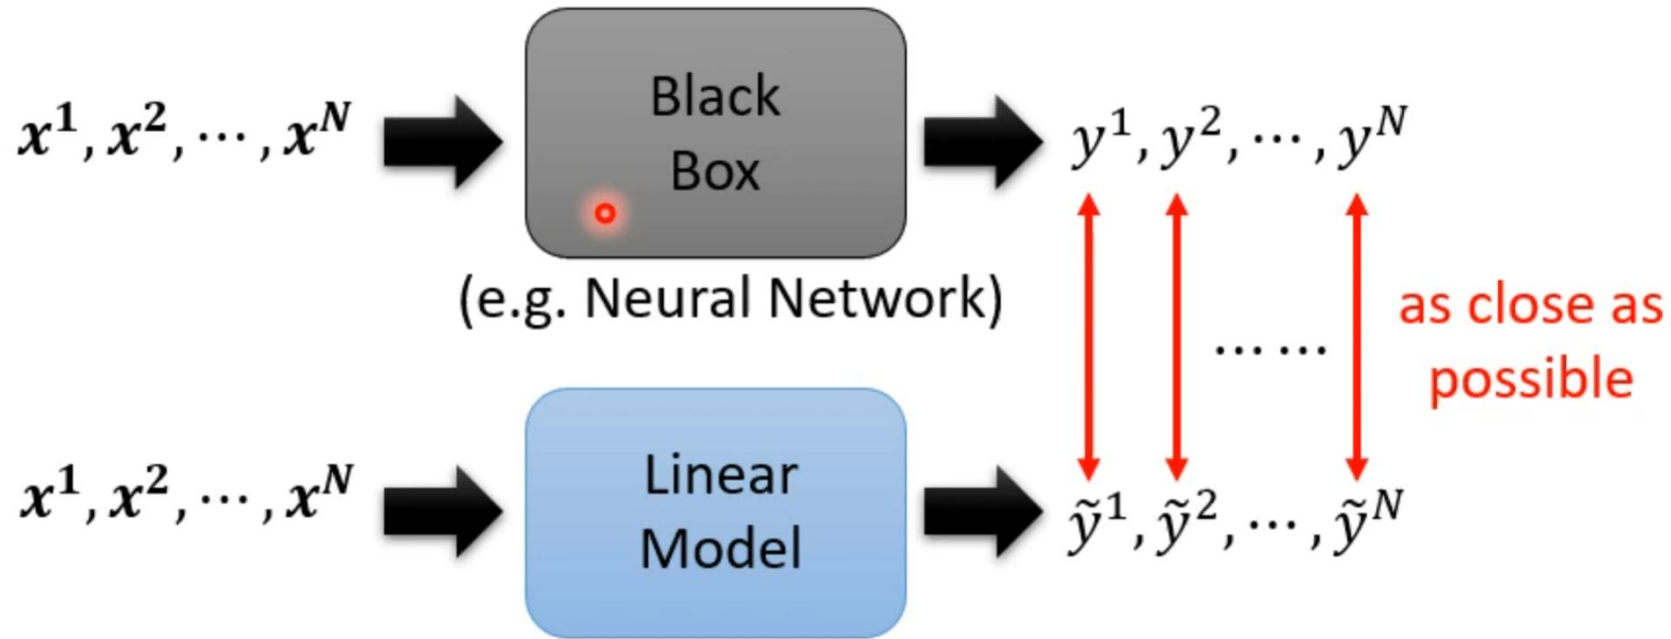 x¹, x², ⋯, xᴺ
Black
Box
y¹, y², ⋯, yᴺ
(e.g. Neural Network)
as close as
possible
⋯⋯
x¹, x², ⋯, xᴺ
Linear
Model
ỹ¹, ỹ², ⋯, ỹᴺ